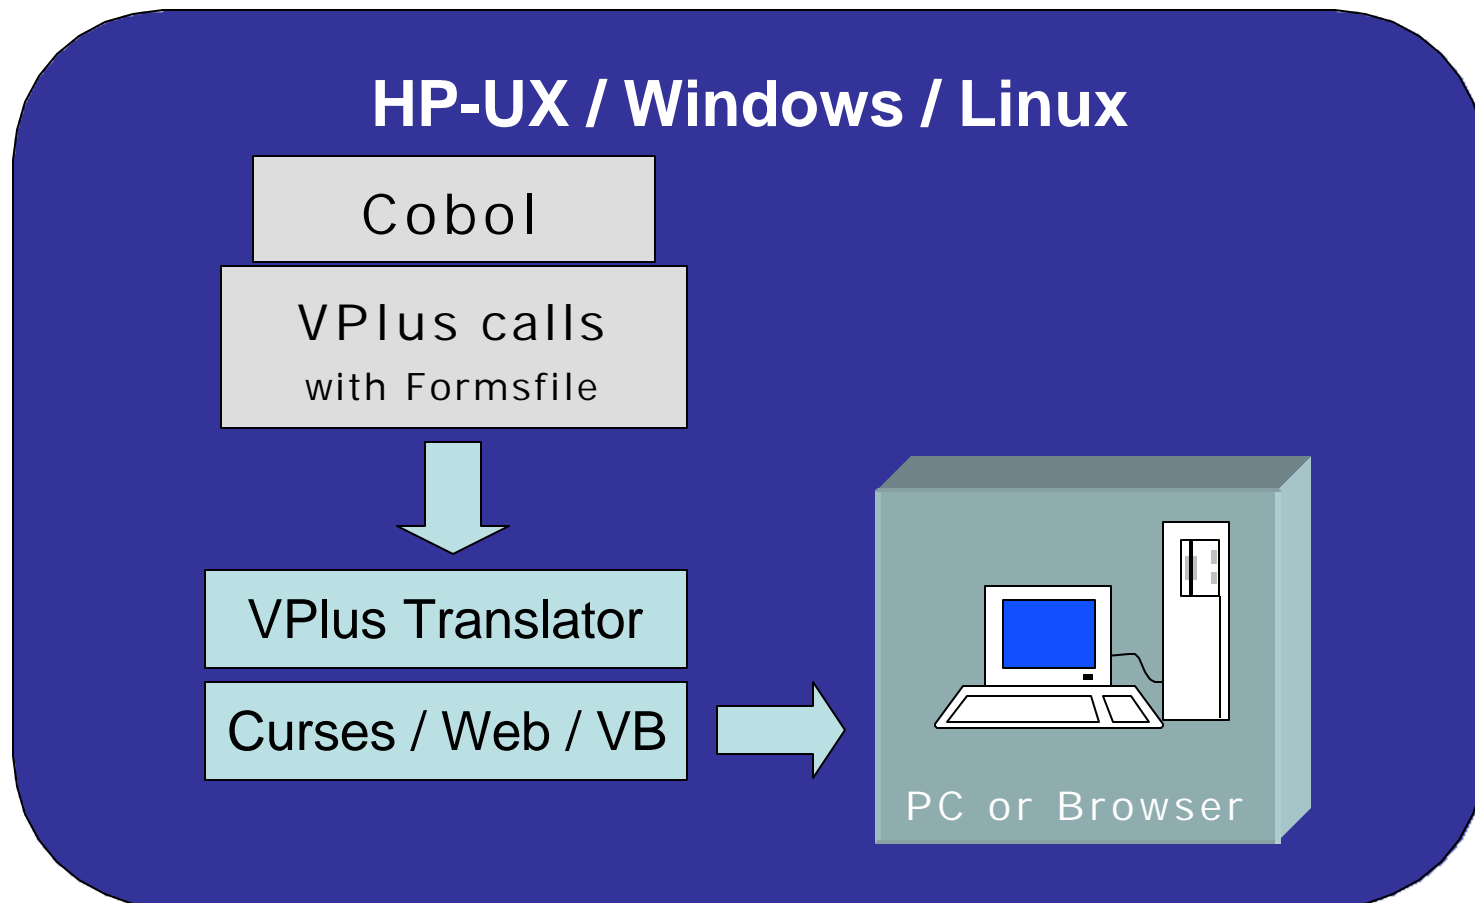 HP-UX / Windows / Linux
Cobol
VPlus calls
with Formsfile
VPlus Translator
Curses / Web / VB
PC or Browser